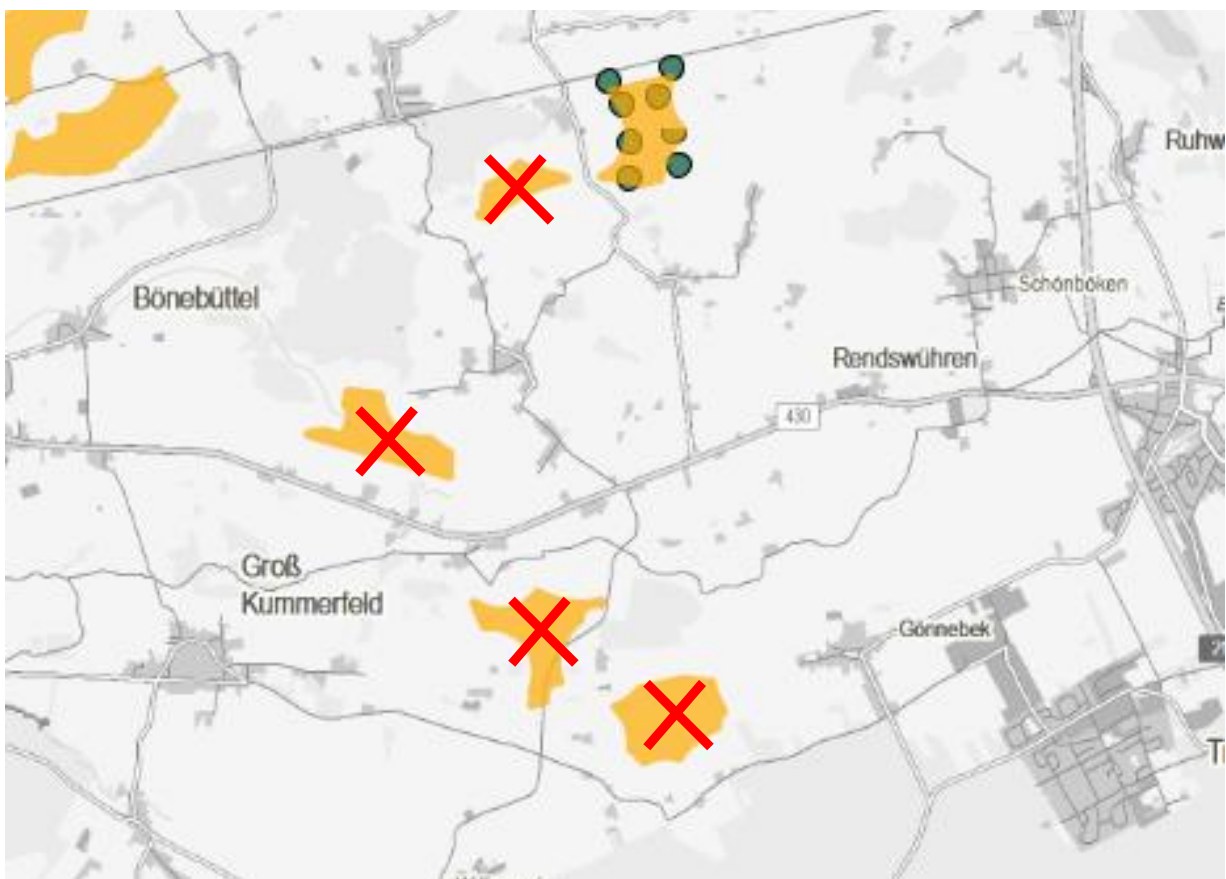 Ruhw
Bönebüttel
Schönböken
Rendswühren
430
Groß
Kummerfeld
Gönnebek